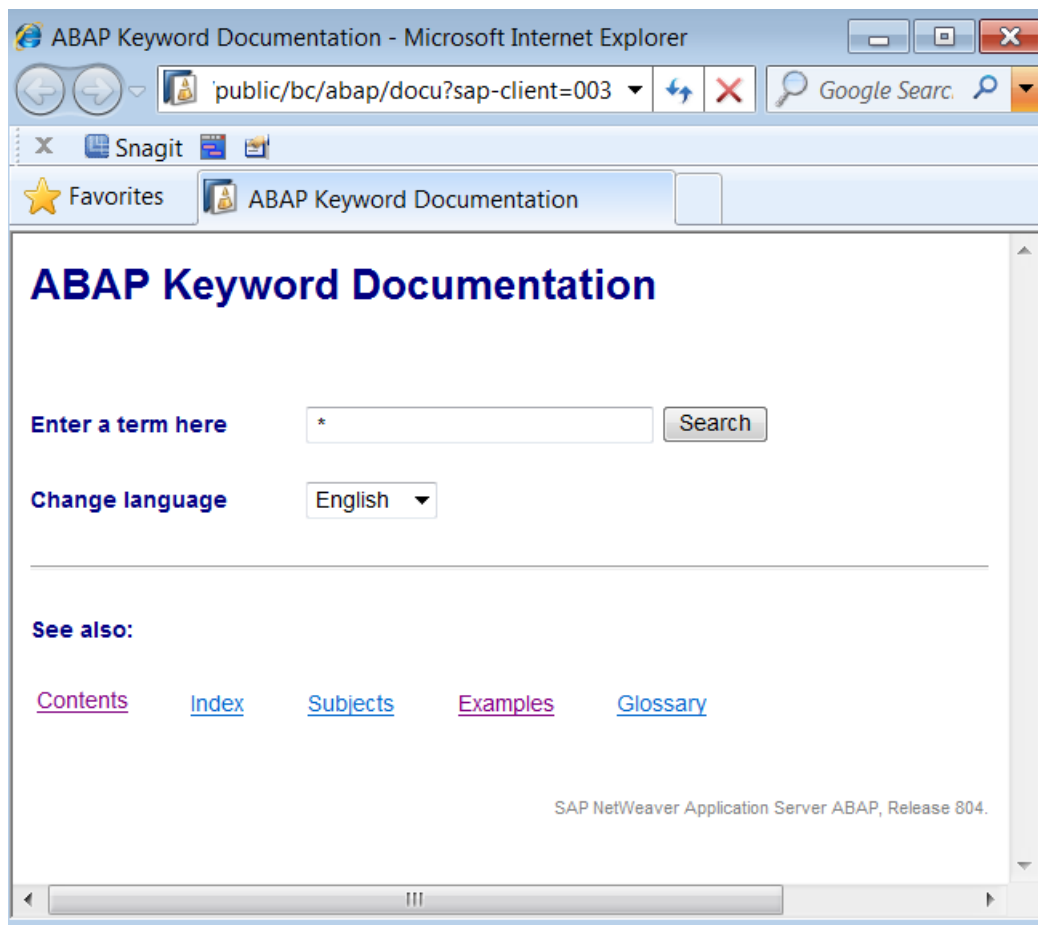 ABAP Keyword Documentation - Microsoft Internet Explorer
/public/bc/abap/docu?sap-client=003
Google Searc
X Snagit
Favorites
ABAP Keyword Documentation
ABAP Keyword Documentation
Enter a term here * Search
Change language English
See also:
Contents Index Subjects Examples Glossary
SAP NetWeaver Application Server ABAP, Release 804.